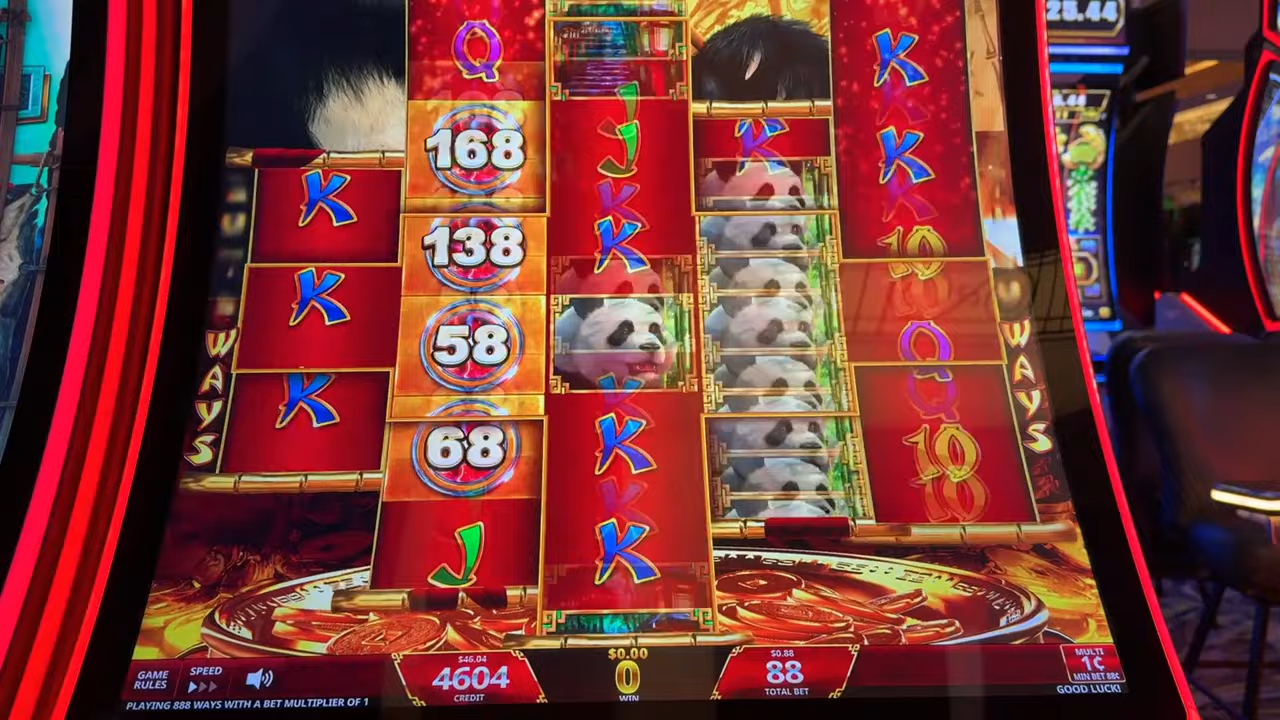 25.44
Q
K
168
J
K
K
K
K
K
10
138
K
K
58
Q
WAYS
WAYS
K
68
K
10
J
K
GAME RULES
SPEED
$46.04
4604
CREDIT
$0.00
0
WIN
$0.88
88
TOTAL BET
MULTI
1¢
MIN BET 88¢
PLAYING 888 WAYS WITH A BET MULTIPLIER OF 1
GOOD LUCK!